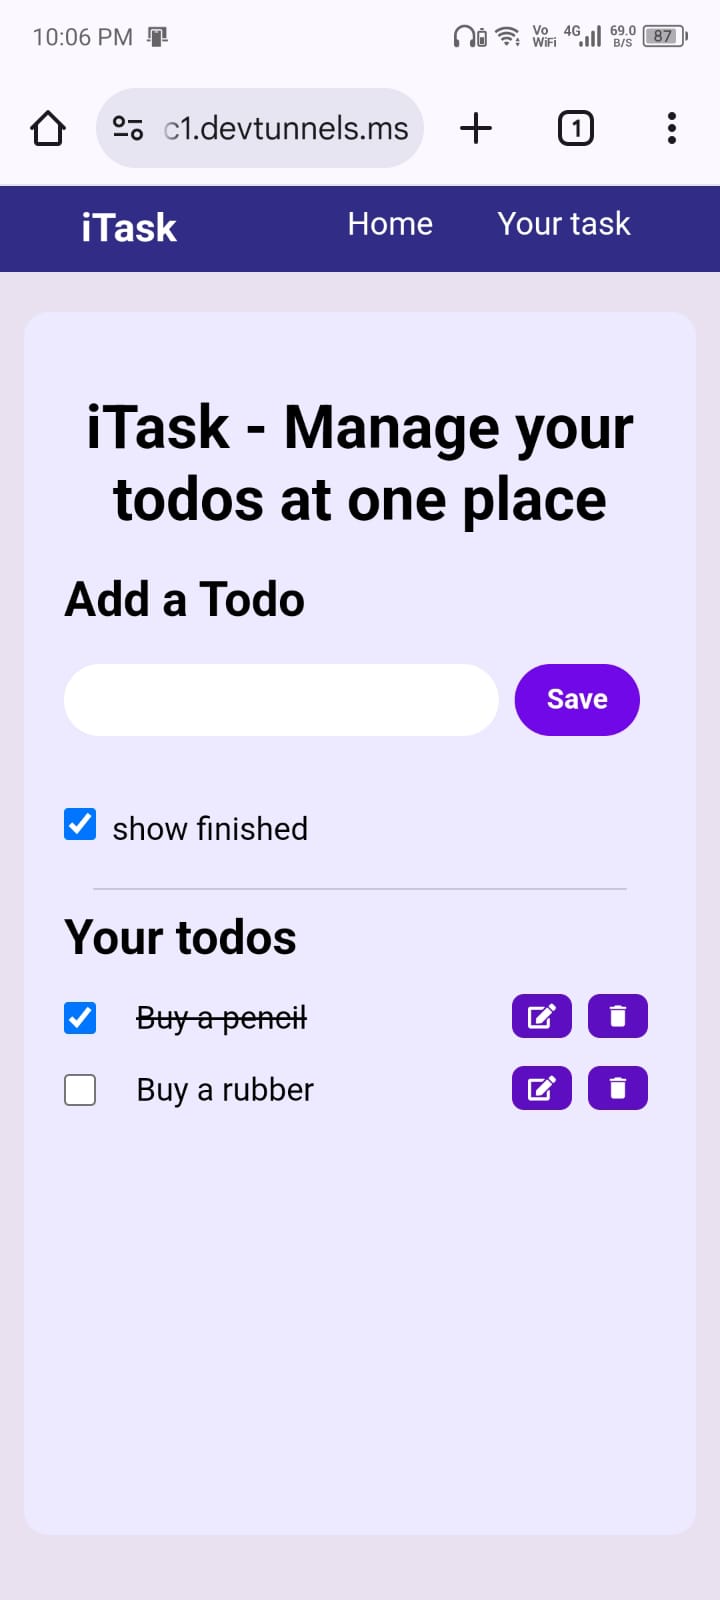 10:06 PM
Vo WiFi 4G 69.0 B/S 87
c1.devtunnels.ms
1
iTask Home Your task
iTask - Manage your
todos at one place
Add a Todo
Save
show finished
Your todos
Buy a pencil
Buy a rubber